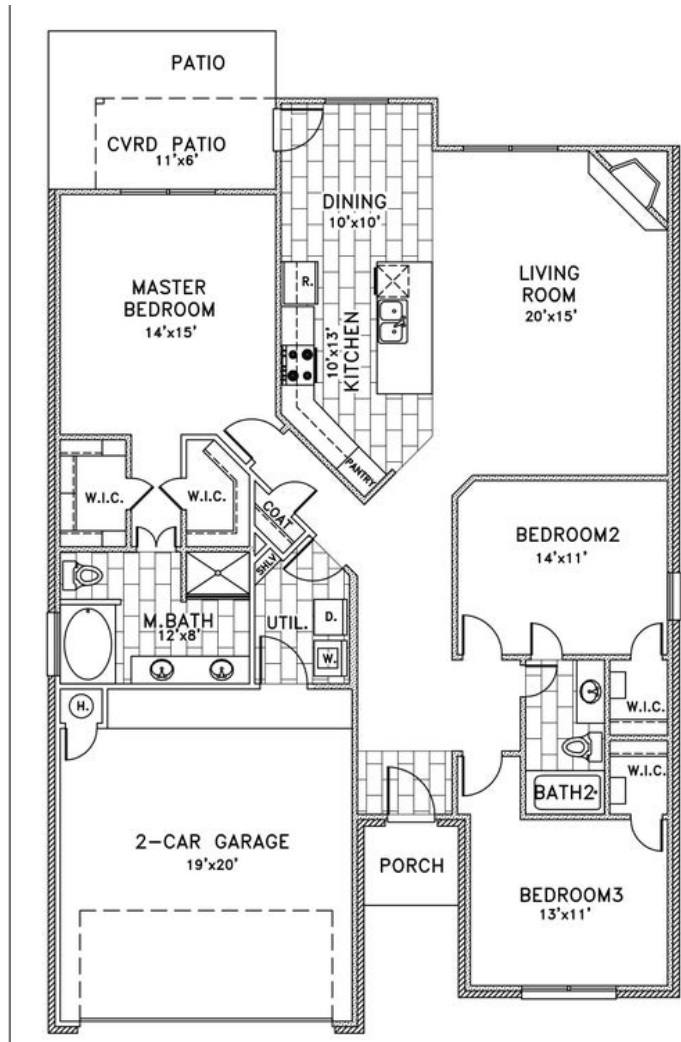 PATIO
CVRD PATIO
11'x6'
DINING
10'x10'
MASTER
BEDROOM
14'x15'
R.
LIVING
ROOM
20'x15'
KITCHEN
10'x13'
PANTRY
W.I.C.
W.I.C.
COAT
BEDROOM2
14'x11'
SHLV
M.BATH
12'x8'
UTIL.
D.
W.
H.
W.I.C.
W.I.C.
BATH2
2-CAR GARAGE
19'x20'
PORCH
BEDROOM3
13'x11'